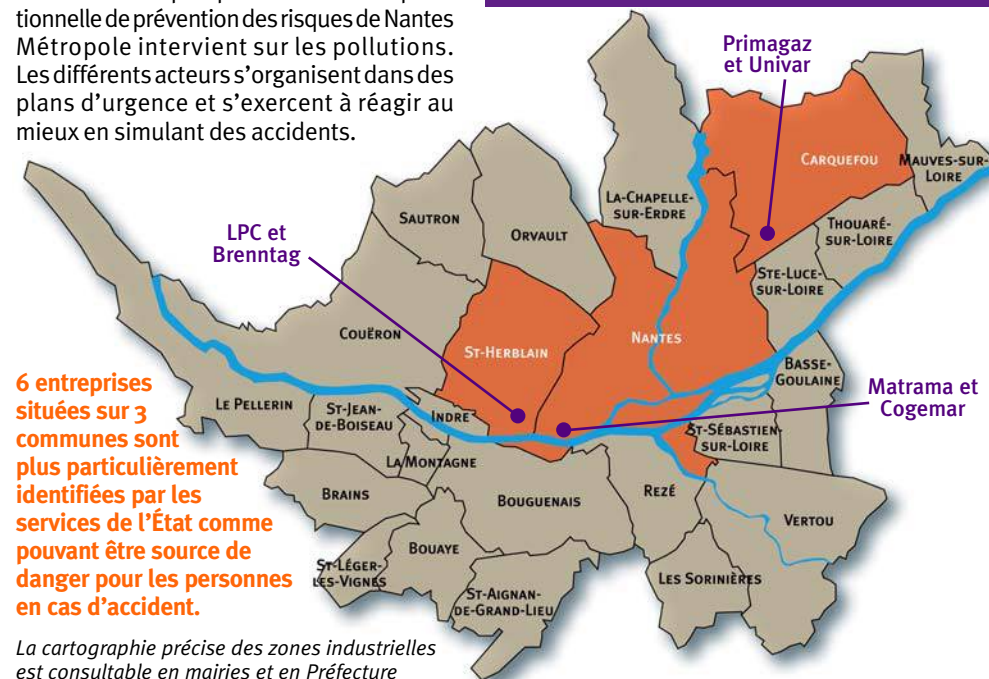 tionnelle de prévention des risques de Nantes
Métropole intervient sur les pollutions.
Les différents acteurs s'organisent dans des
plans d'urgence et s'exercent à réagir au
mieux en simulant des accidents.
Primagaz
et Univar
CARQUEFOU
MAUVES-SUR-
LOIRE
LA-CHAPELLE-
SUR-ERDRE
SAUTRON
ORVAULT
THOUARÉ-
SUR-LOIRE
LPC et
Brenntag
STE-LUCE-
SUR-LOIRE
COUËRON
ST-HERBLAIN
NANTES
BASSE-
GOULAINE
Matrama et
Cogemar
6 entreprises
situées sur 3
communes sont
plus particulièrement
identifiées par les
services de l'État comme
pouvant être source de
danger pour les personnes
en cas d'accident.
LE PELLERIN
ST-JEAN-
DE-BOISEAU
INDRE
ST-SÉBASTIEN-
SUR-LOIRE
LA MONTAGNE
BRAINS
BOUGUENAIS
REZÉ
VERTOU
BOUAYE
ST-LÉGER-
LES-VIGNES
ST-AIGNAN-
DE-GRAND-LIEU
LES SORINIÈRES
La cartographie précise des zones industrielles
est consultable en mairies et en Préfecture